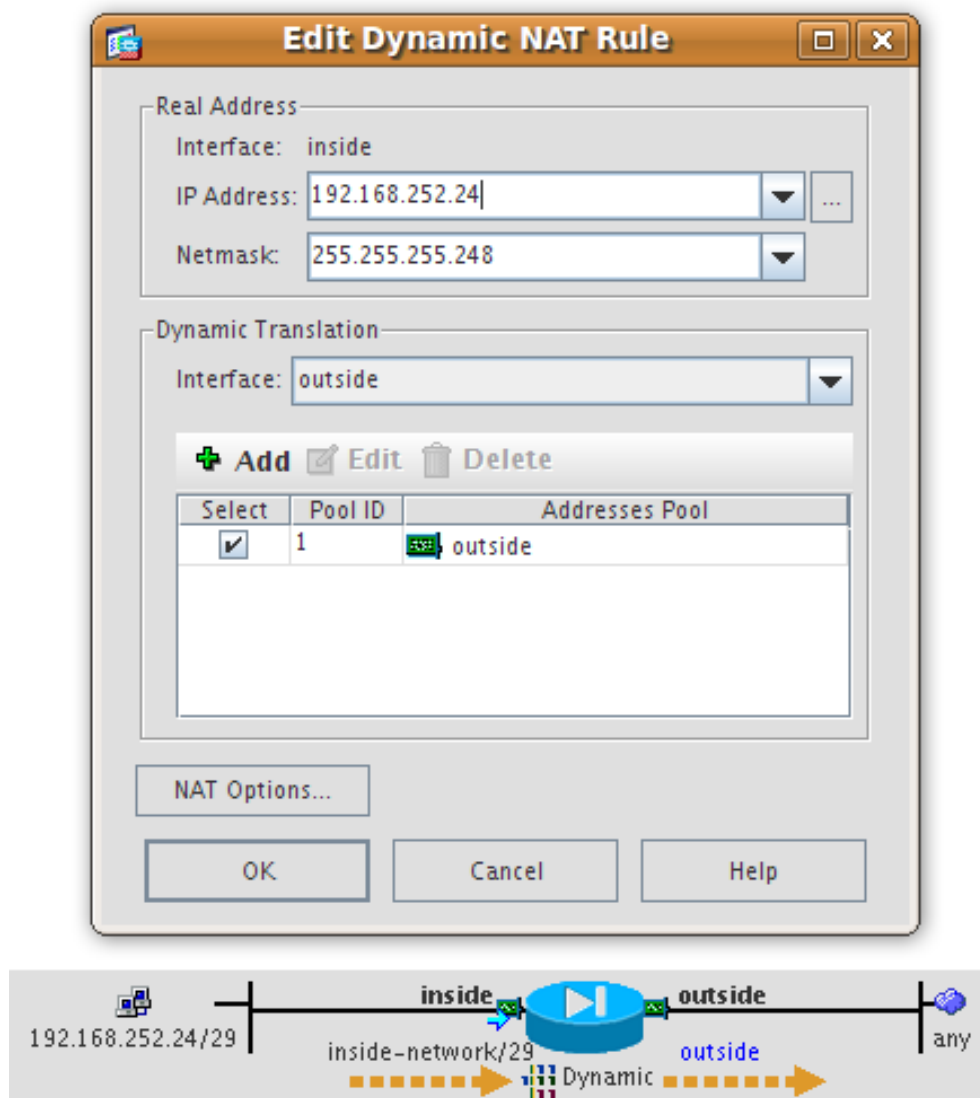 Edit Dynamic NAT Rule
Real Address
Interface: inside
IP Address: 192.168.252.24
...
Netmask: 255.255.255.248
Dynamic Translation
Interface: outside
Add Edit Delete
Select Pool ID Addresses Pool
1 outside
NAT Options...
OK Cancel Help
inside outside
192.168.252.24/29 any
inside-network/29 outside
Dynamic